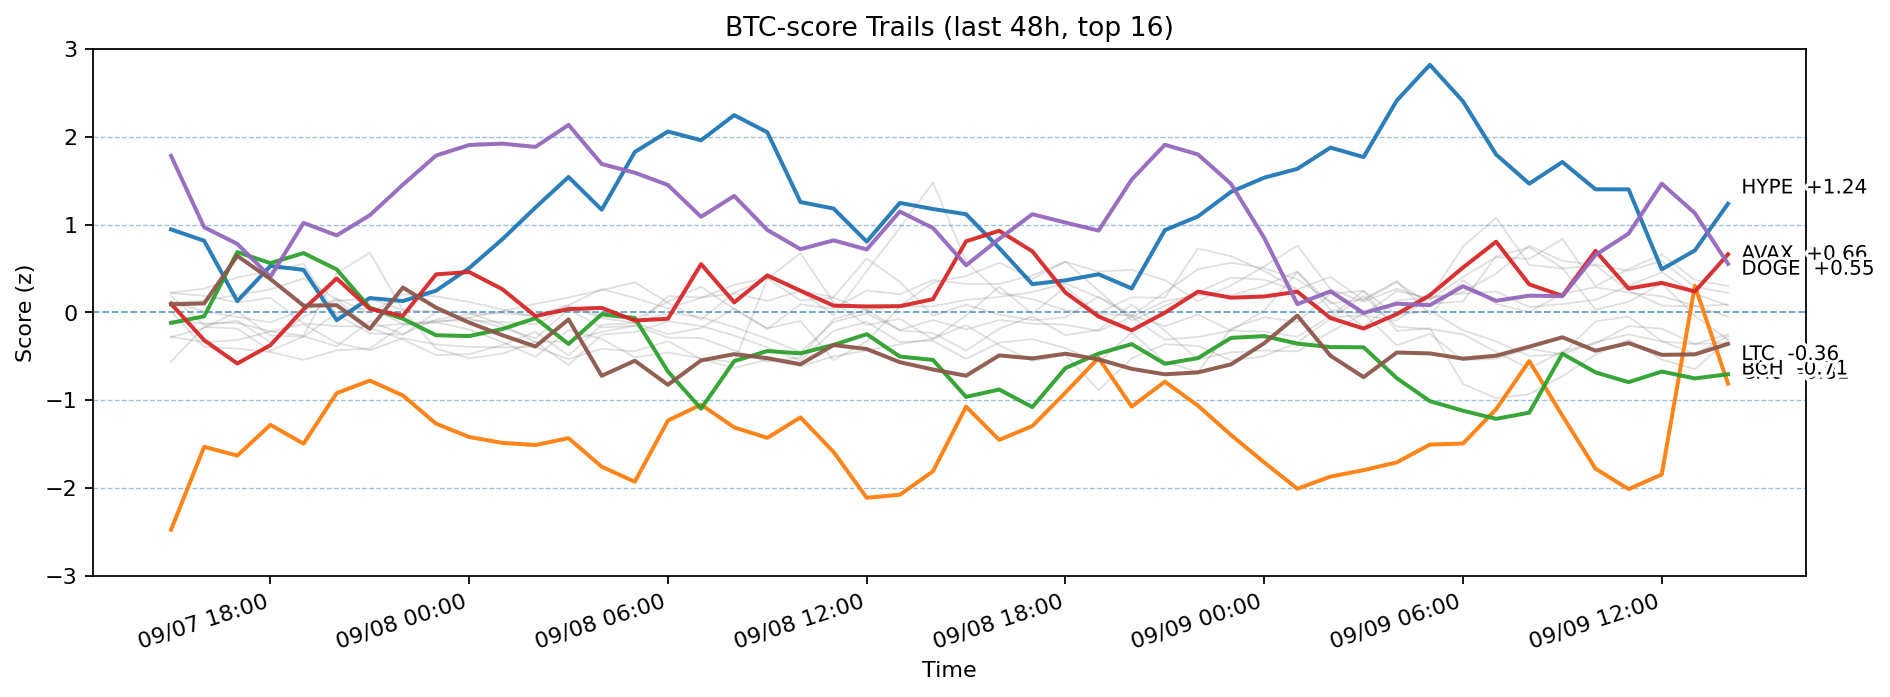 BTC-score Trails (last 48h, top 16)
Score (z)
3
2
1
0
−1
−2
−3
HYPE +1.24
AVAX +0.66
DOGE +0.55
LTC -0.36
BCH -0.71
09/07 18:00
09/08 00:00
09/08 06:00
09/08 12:00
09/08 18:00
09/09 00:00
09/09 06:00
09/09 12:00
Time